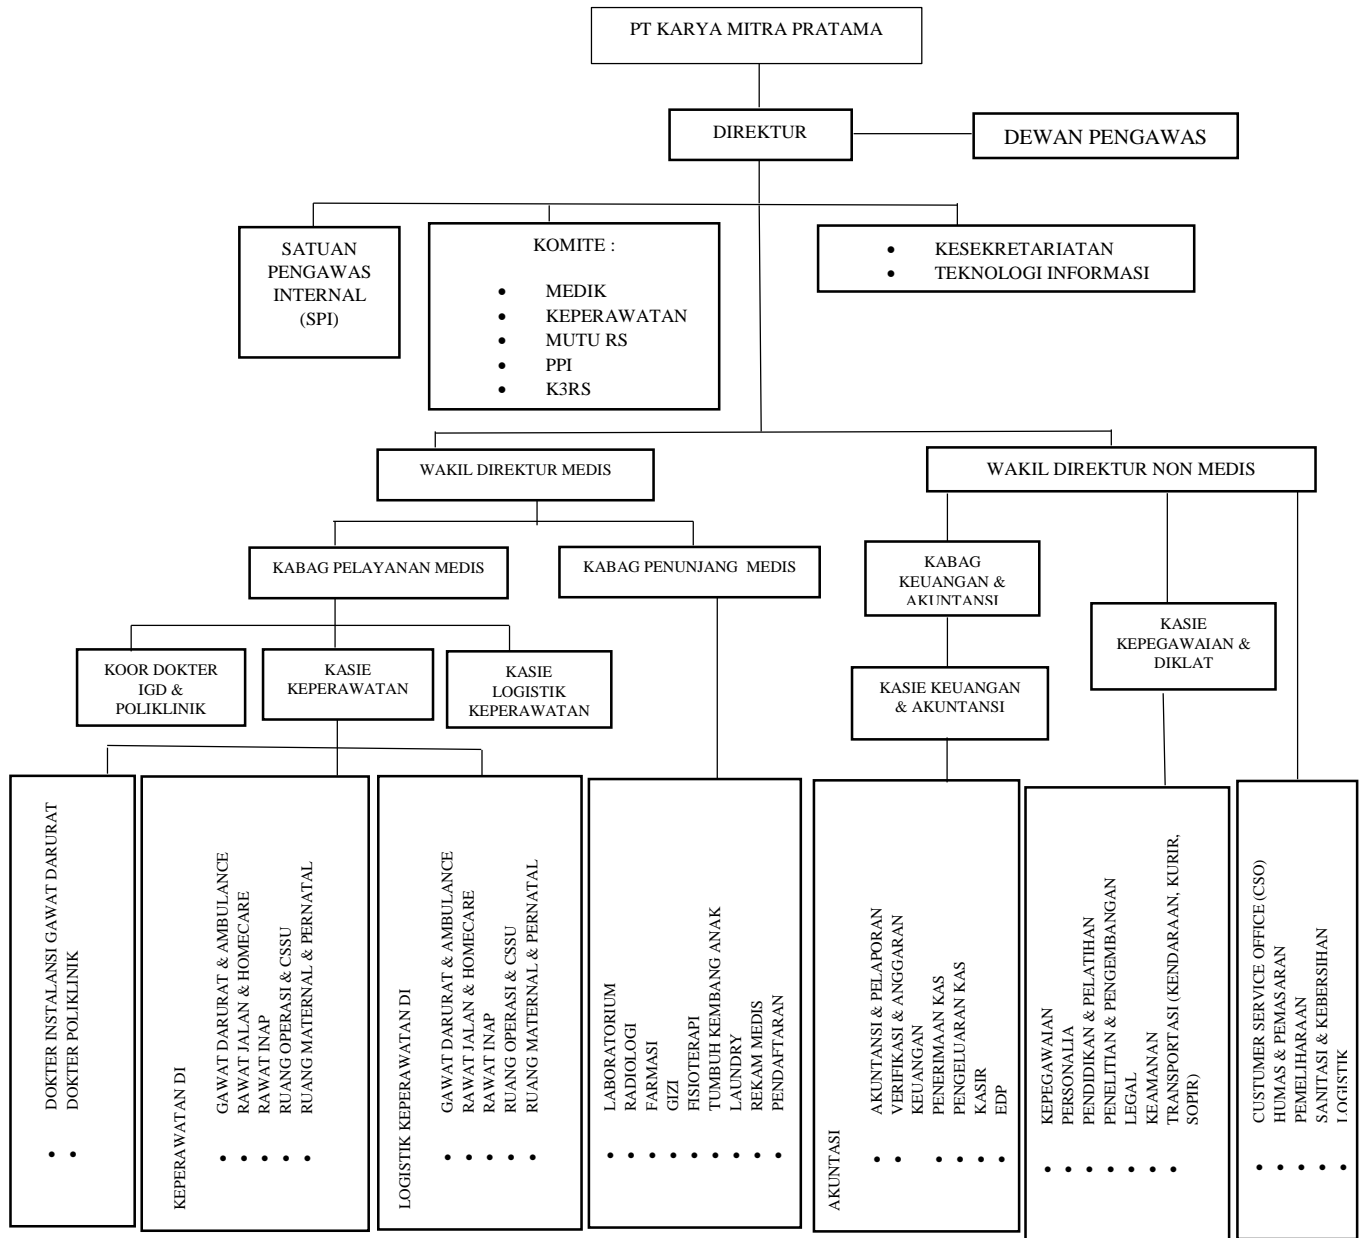 PT KARYA MITRA PRATAMA
DIREKTUR
DEWAN PENGAWAS
SATUAN
PENGAWAS
INTERNAL
(SPI)
KOMITE :
• MEDIK
• KEPERAWATAN
• MUTU RS
• PPI
• K3RS
• KESEKRETARIATAN
• TEKNOLOGI INFORMASI
WAKIL DIREKTUR MEDIS
WAKIL DIREKTUR NON MEDIS
KABAG PELAYANAN MEDIS
KABAG PENUNJANG MEDIS
KABAG
KEUANGAN &
AKUNTANSI
KASIE
KEPEGAWAIAN &
DIKLAT
KOOR DOKTER
IGD &
POLIKLINIK
KASIE
KEPERAWATAN
KASIE
LOGISTIK
KEPERAWATAN
KASIE KEUANGAN
& AKUNTANSI
• DOKTER INSTALANSI GAWAT DARURAT
• DOKTER POLIKLINIK
KEPERAWATAN DI
• GAWAT DARURAT & AMBULANCE
• RAWAT JALAN & HOMECARE
• RAWAT INAP
• RUANG OPERASI & CSSU
• RUANG MATERNAL & PERNATAL
LOGISTIK KEPERAWATAN DI
• GAWAT DARURAT & AMBULANCE
• RAWAT JALAN & HOMECARE
• RAWAT INAP
• RUANG OPERASI & CSSU
• RUANG MATERNAL & PERNATAL
• LABORATORIUM
• RADIOLOGI
• FARMASI
• GIZI
• FISIOTERAPI
• TUMBUH KEMBANG ANAK
• LAUNDRY
• REKAM MEDIS
• PENDAFTARAN
AKUNTASI
• AKUNTANSI & PELAPORAN
• VERIFIKASI & ANGGARAN
KEUANGAN
• PENERIMAAN KAS
• PENGELUARAN KAS
• KASIR
• EDP
• KEPEGAWAIAN
• PERSONALIA
• PENDIDIKAN & PELATIHAN
• PENELITIAN & PENGEMBANGAN
• LEGAL
• KEAMANAN
• TRANSPORTASI (KENDARAAN, KURIR,
SOPIR)
• CUSTUMER SERVICE OFFICE (CSO)
• HUMAS & PEMASARAN
• PEMELIHARAAN
• SANITASI & KEBERSIHAN
• LOGISTIK